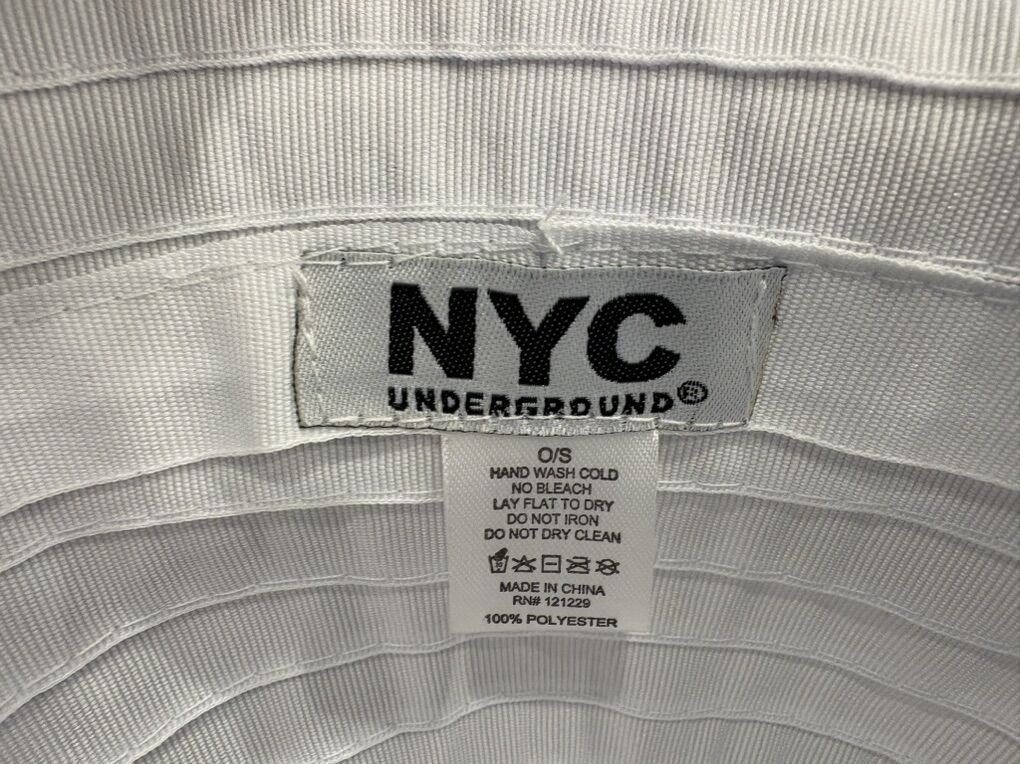 NYC
UNDERGROUND®
O/S
HAND WASH COLD
NO BLEACH
LAY FLAT TO DRY
DO NOT IRON
DO NOT DRY CLEAN
MADE IN CHINA
RN# 121229
100% POLYESTER